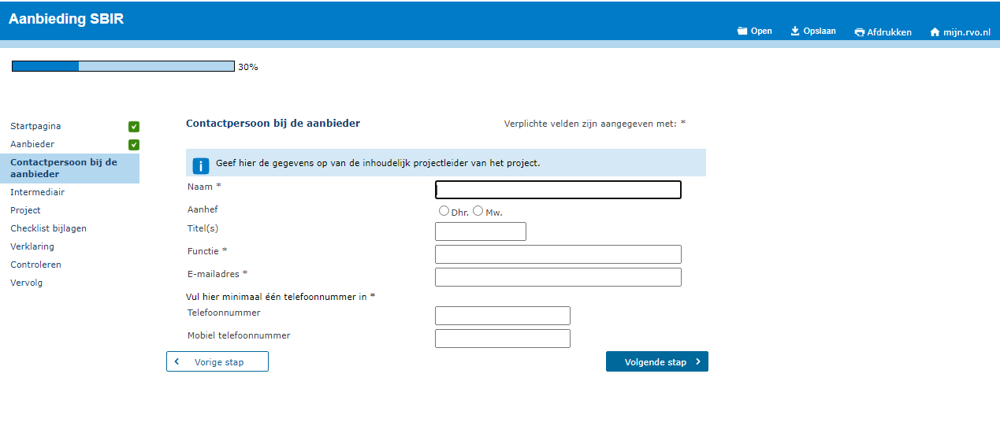 Aanbieding SBIR
Open Opslaan Afdrukken mijn.rvo.nl
30%
Startpagina
Aanbieder
Contactpersoon bij de
aanbieder
Intermediair
Project
Checklist bijlagen
Verklaring
Controleren
Vervolg
Contactpersoon bij de aanbieder
Verplichte velden zijn aangegeven met: *
Geef hier de gegevens op van de inhoudelijk projectleider van het project.
Naam *
Aanhef
Dhr. Mw.
Titel(s)
Functie *
E-mailadres *
Vul hier minimaal één telefoonnummer in *
Telefoonnummer
Mobiel telefoonnummer
Vorige stap
Volgende stap